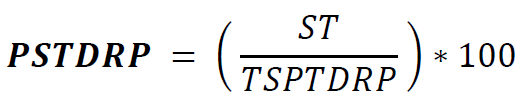 PSTDRP = (ST / TSPTDRP) * 100